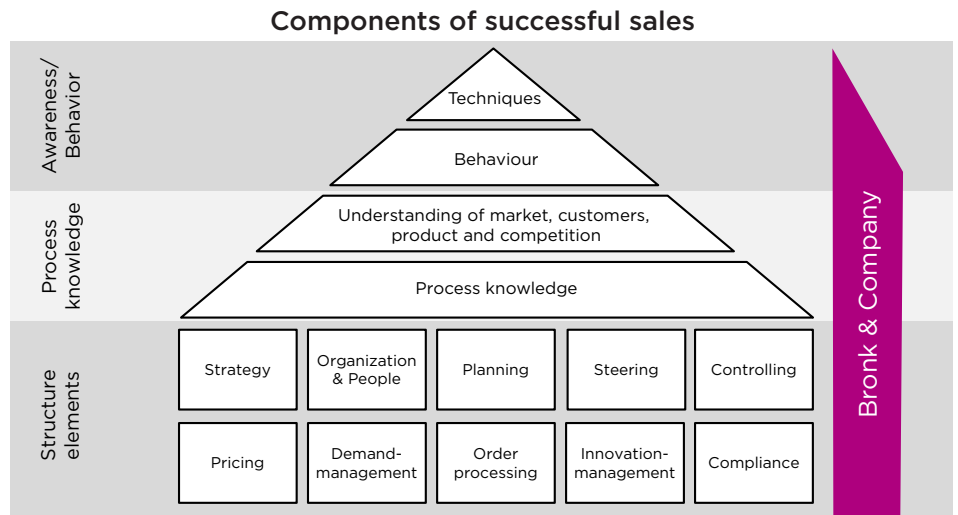 Components of successful sales
Awareness/
Behavior
Techniques
Behaviour
Process
knowledge
Understanding of market, customers,
product and competition
Process knowledge
Structure
elements
Strategy
Organization
& People
Planning
Steering
Controlling
Pricing
Demand-
management
Order
processing
Innovation-
management
Compliance
Bronk & Company